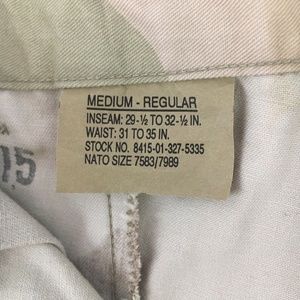 MEDIUM - REGULAR
INSEAM: 29-½ TO 32-½ IN.
WAIST: 31 TO 35 IN.
STOCK NO. 8415-01-327-5335
NATO SIZE 7583/7989
15